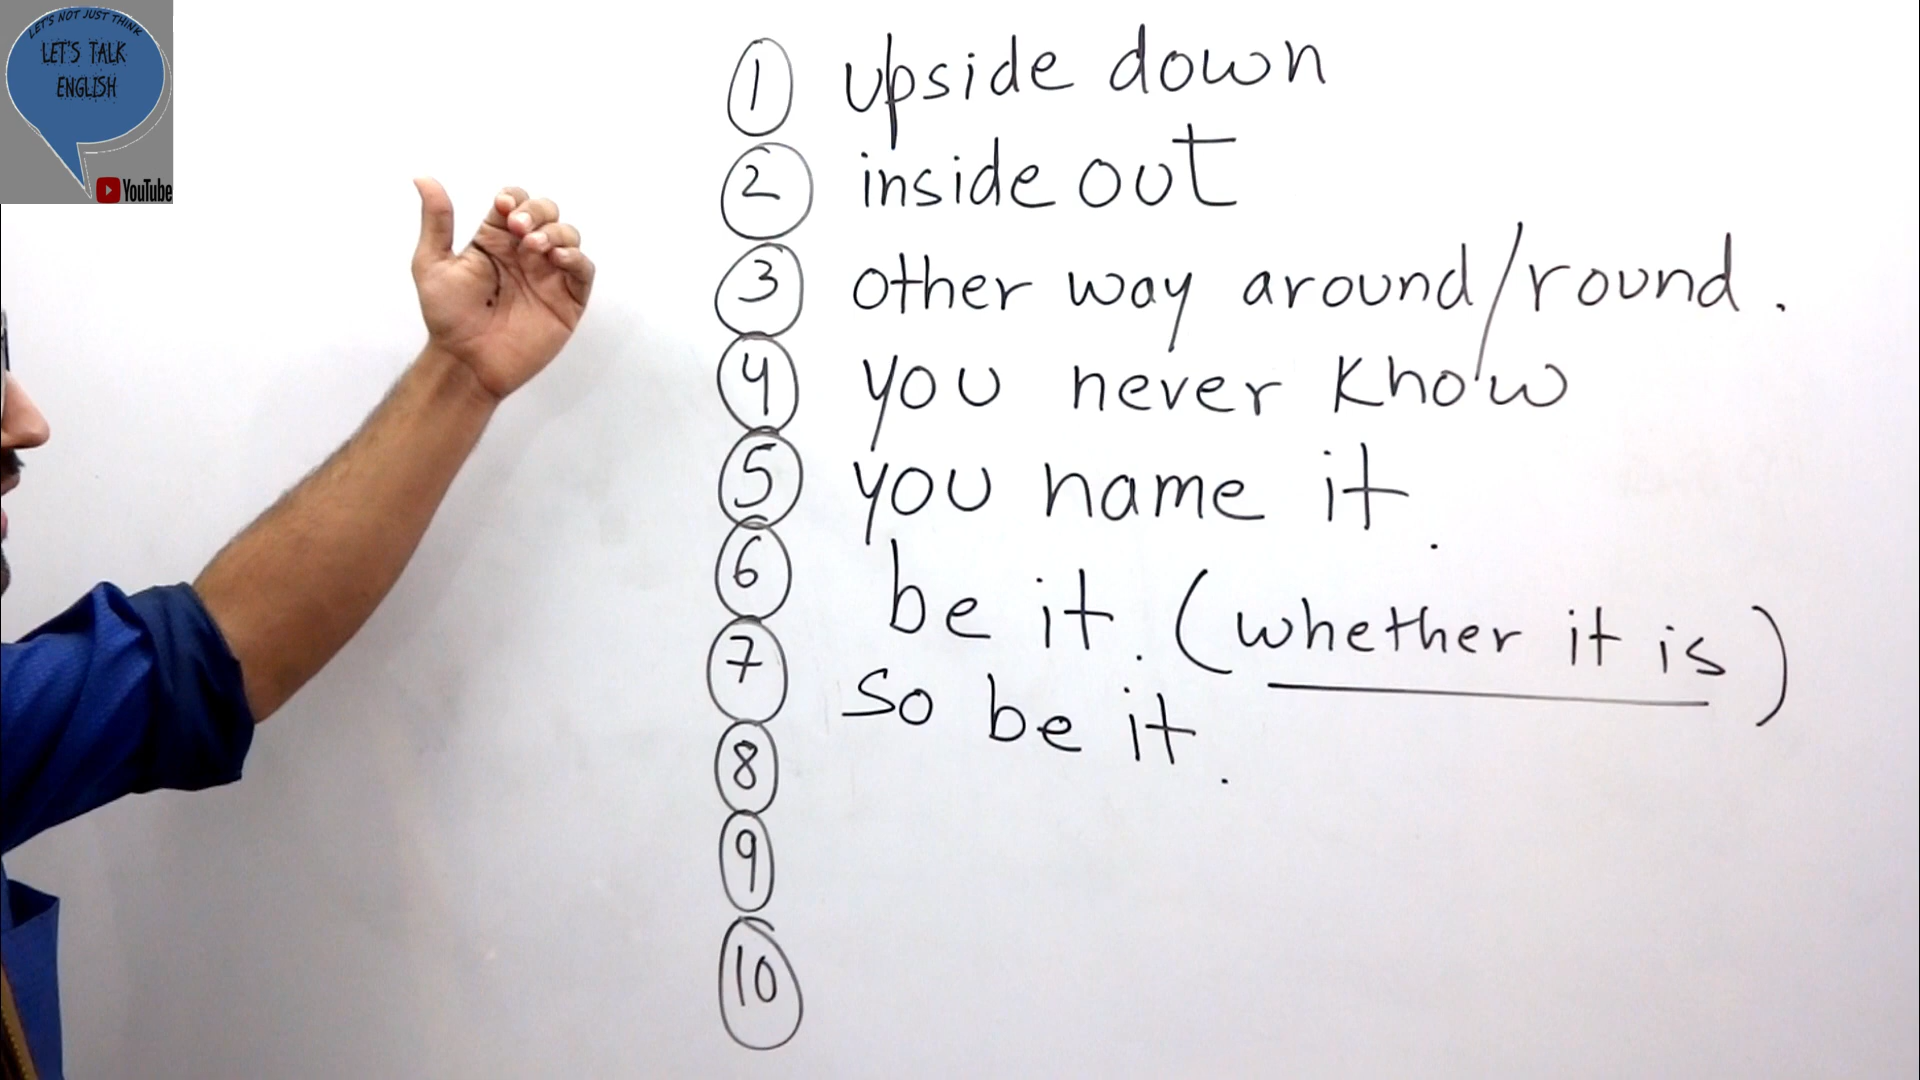 LET'S NOT JUST THINK
LET'S TALK
ENGLISH
YouTube
1 upside down
2 inside out
3 other way around/round.
4 you never know
5 you name it.
6 be it. (whether it is)
7 so be it.
8
9
10